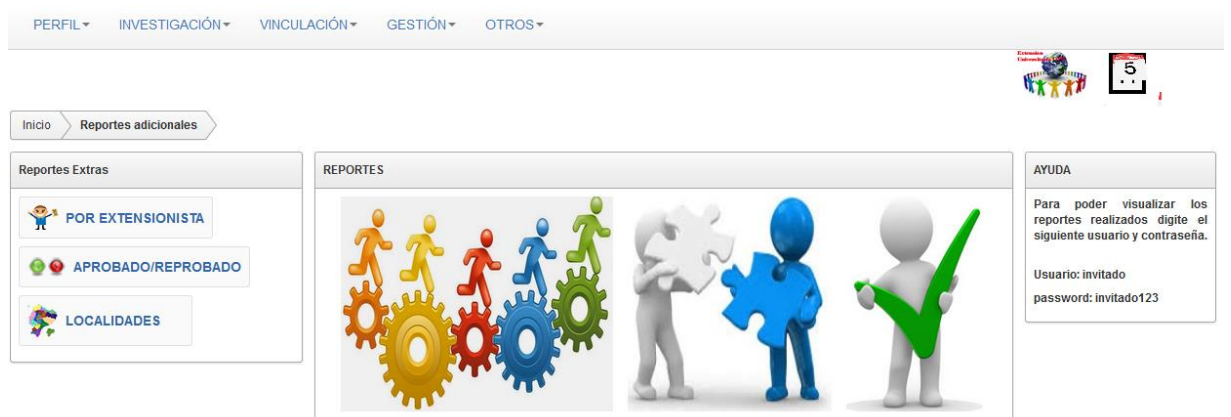 PERFIL INVESTIGACIÓN VINCULACIÓN GESTIÓN OTROS
Extension
5
Inicio Reportes adicionales
Reportes Extras
POR EXTENSIONISTA
APROBADO/REPROBADO
LOCALIDADES
REPORTES
AYUDA
Para poder visualizar los
reportes realizados digite el
siguiente usuario y contraseña.
Usuario: invitado
password: invitado123